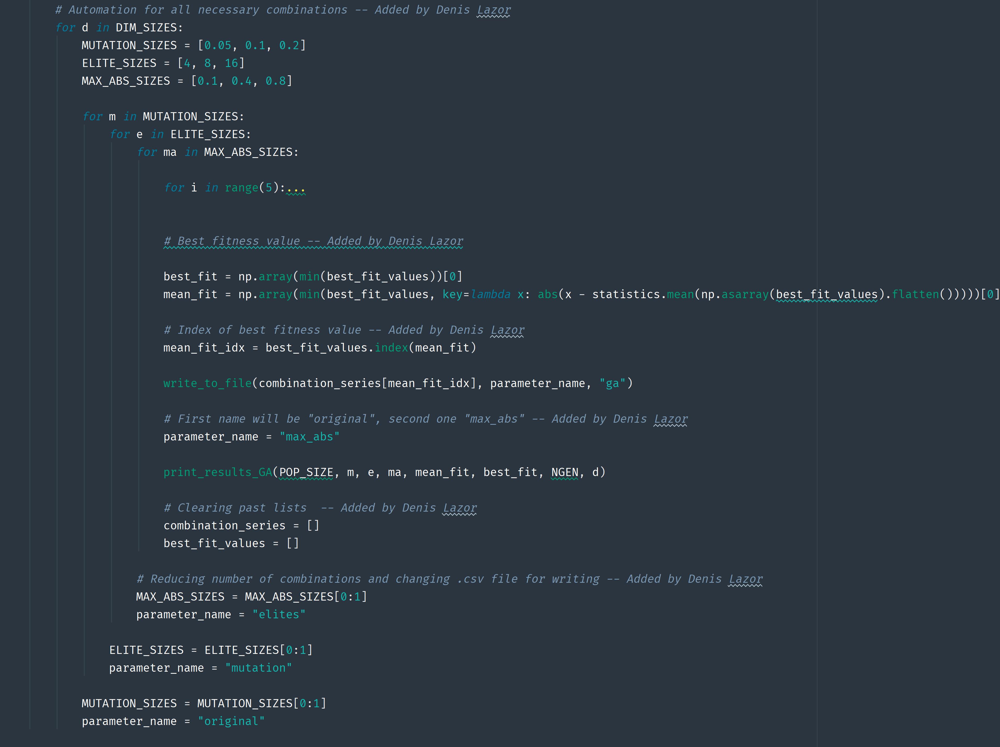 # Automation for all necessary combinations -- Added by Denis Lazor
for d in DIM_SIZES:
    MUTATION_SIZES = [0.05, 0.1, 0.2]
    ELITE_SIZES = [4, 8, 16]
    MAX_ABS_SIZES = [0.1, 0.4, 0.8]

    for m in MUTATION_SIZES:
        for e in ELITE_SIZES:
            for ma in MAX_ABS_SIZES:

                for i in range(5):...

                # Best fitness value -- Added by Denis Lazor

                best_fit = np.array(min(best_fit_values))[0]
                mean_fit = np.array(min(best_fit_values, key=lambda x: abs(x - statistics.mean(np.asarray(best_fit_values).flatten()))))[0]

                # Index of best fitness value -- Added by Denis Lazor
                mean_fit_idx = best_fit_values.index(mean_fit)

                write_to_file(combination_series[mean_fit_idx], parameter_name, "ga")

                # First name will be "original", second one "max_abs" -- Added by Denis Lazor
                parameter_name = "max_abs"

                print_results_GA(POP_SIZE, m, e, ma, mean_fit, best_fit, NGEN, d)

                # Clearing past lists  -- Added by Denis Lazor
                combination_series = []
                best_fit_values = []

            # Reducing number of combinations and changing .csv file for writing -- Added by Denis Lazor
            MAX_ABS_SIZES = MAX_ABS_SIZES[0:1]
            parameter_name = "elites"

        ELITE_SIZES = ELITE_SIZES[0:1]
        parameter_name = "mutation"

    MUTATION_SIZES = MUTATION_SIZES[0:1]
    parameter_name = "original"